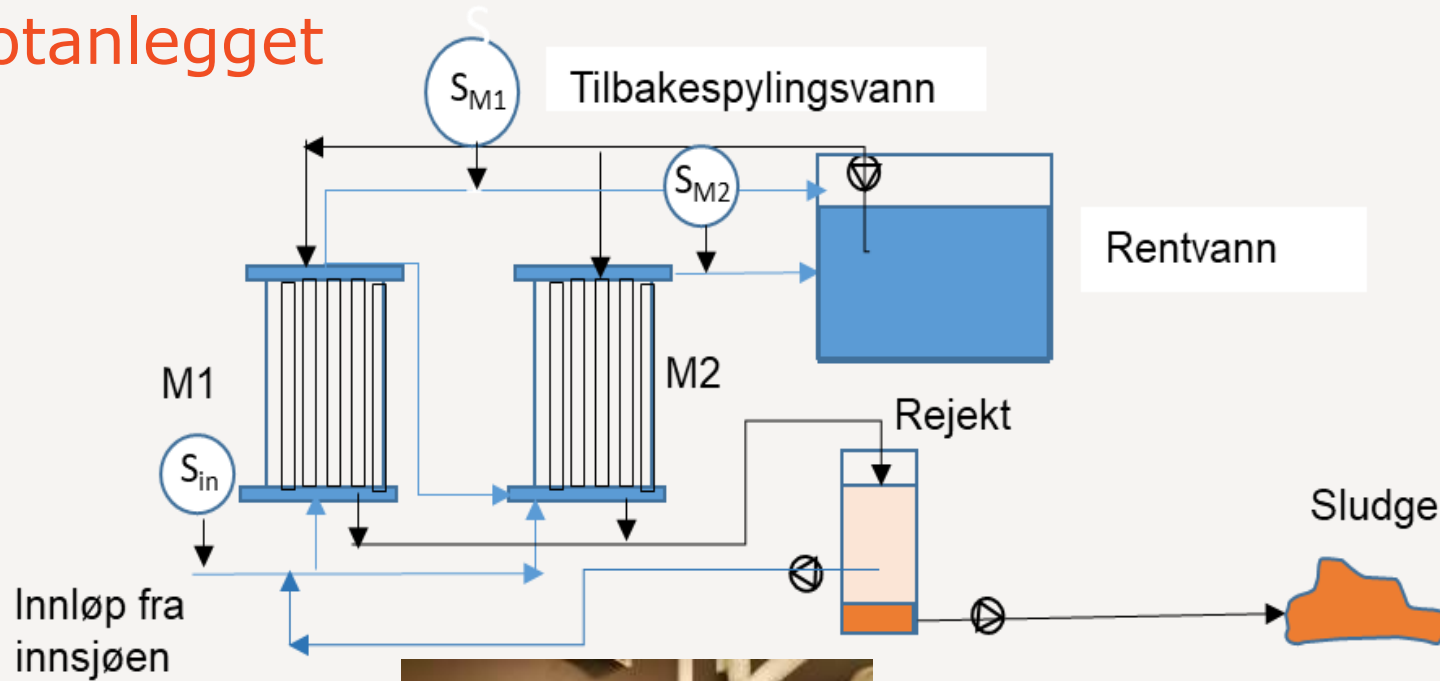 otanlegget
S
SM1
Tilbakespylingsvann
SM2
Rentvann
M1
M2
Rejekt
Sin
Sludge
Innløp fra
innsjøen